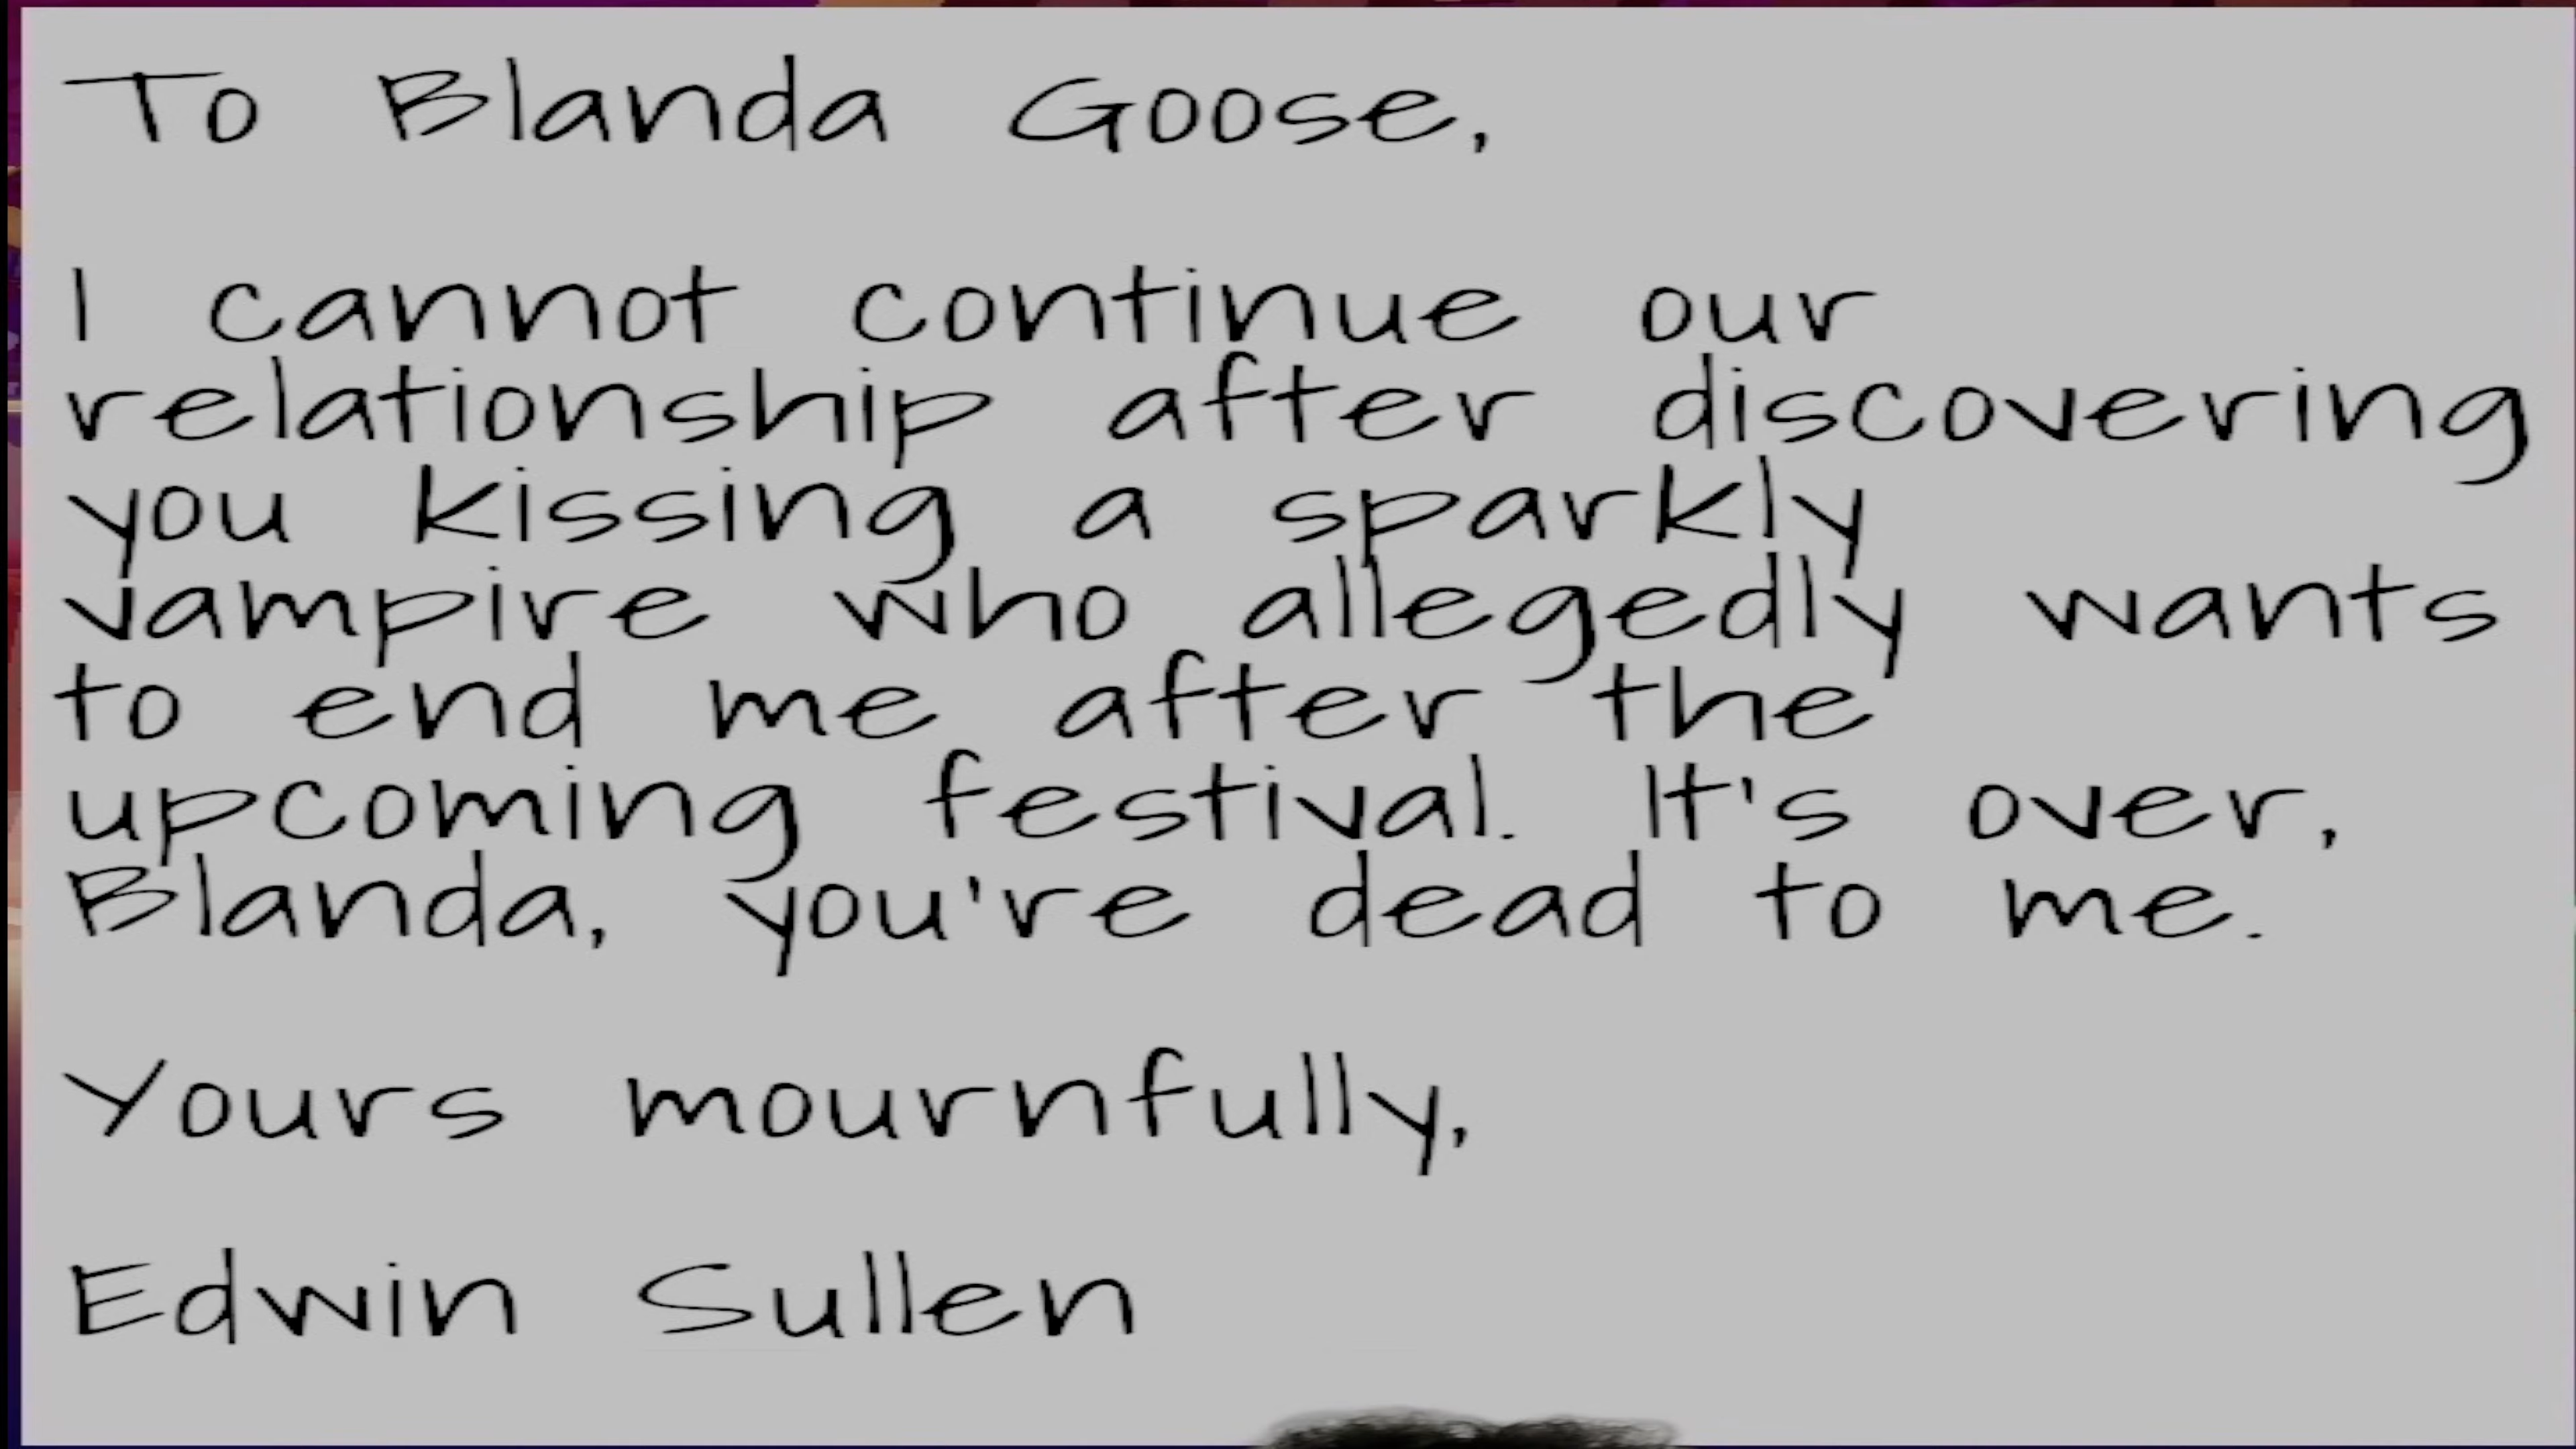 To Blanda Goose,
I cannot continue our
relationship after discovering
you kissing a sparkly
vampire who allegedly wants
to end me after the
upcoming festival. It's over,
Blanda, you're dead to me.
Yours mournfully,
Edwin Sullen